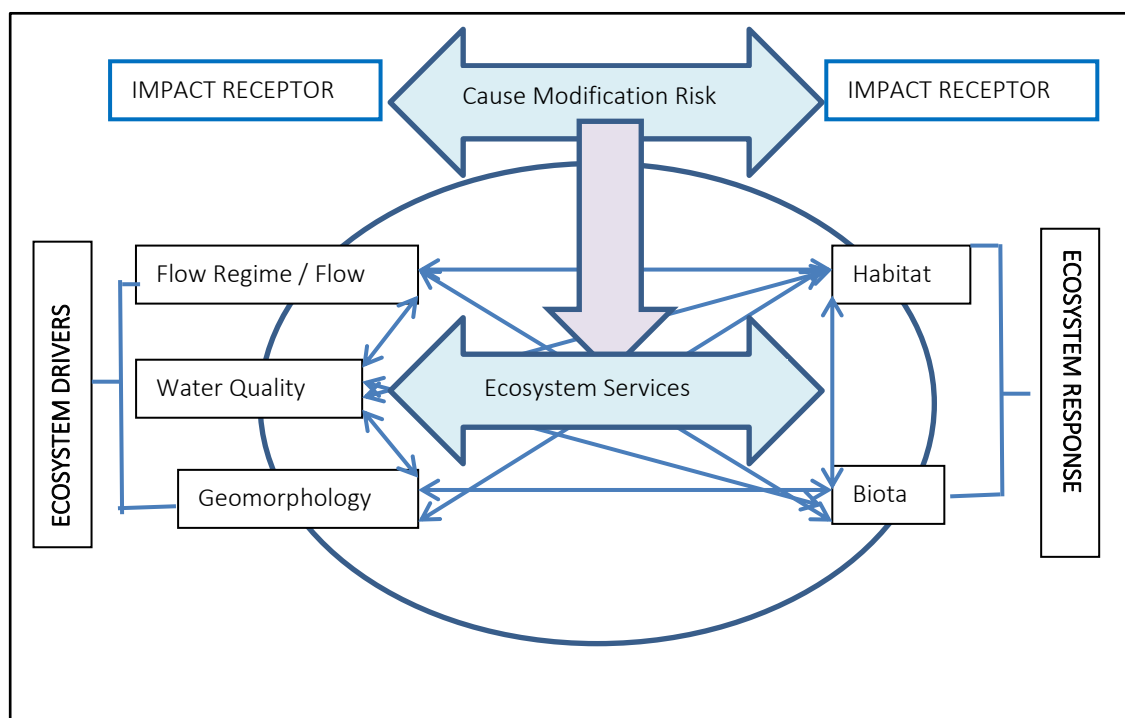 IMPACT RECEPTOR
Cause Modification Risk
IMPACT RECEPTOR
ECOSYSTEM DRIVERS
Flow Regime / Flow
Water Quality
Geomorphology
Ecosystem Services
Habitat
Biota
ECOSYSTEM RESPONSE